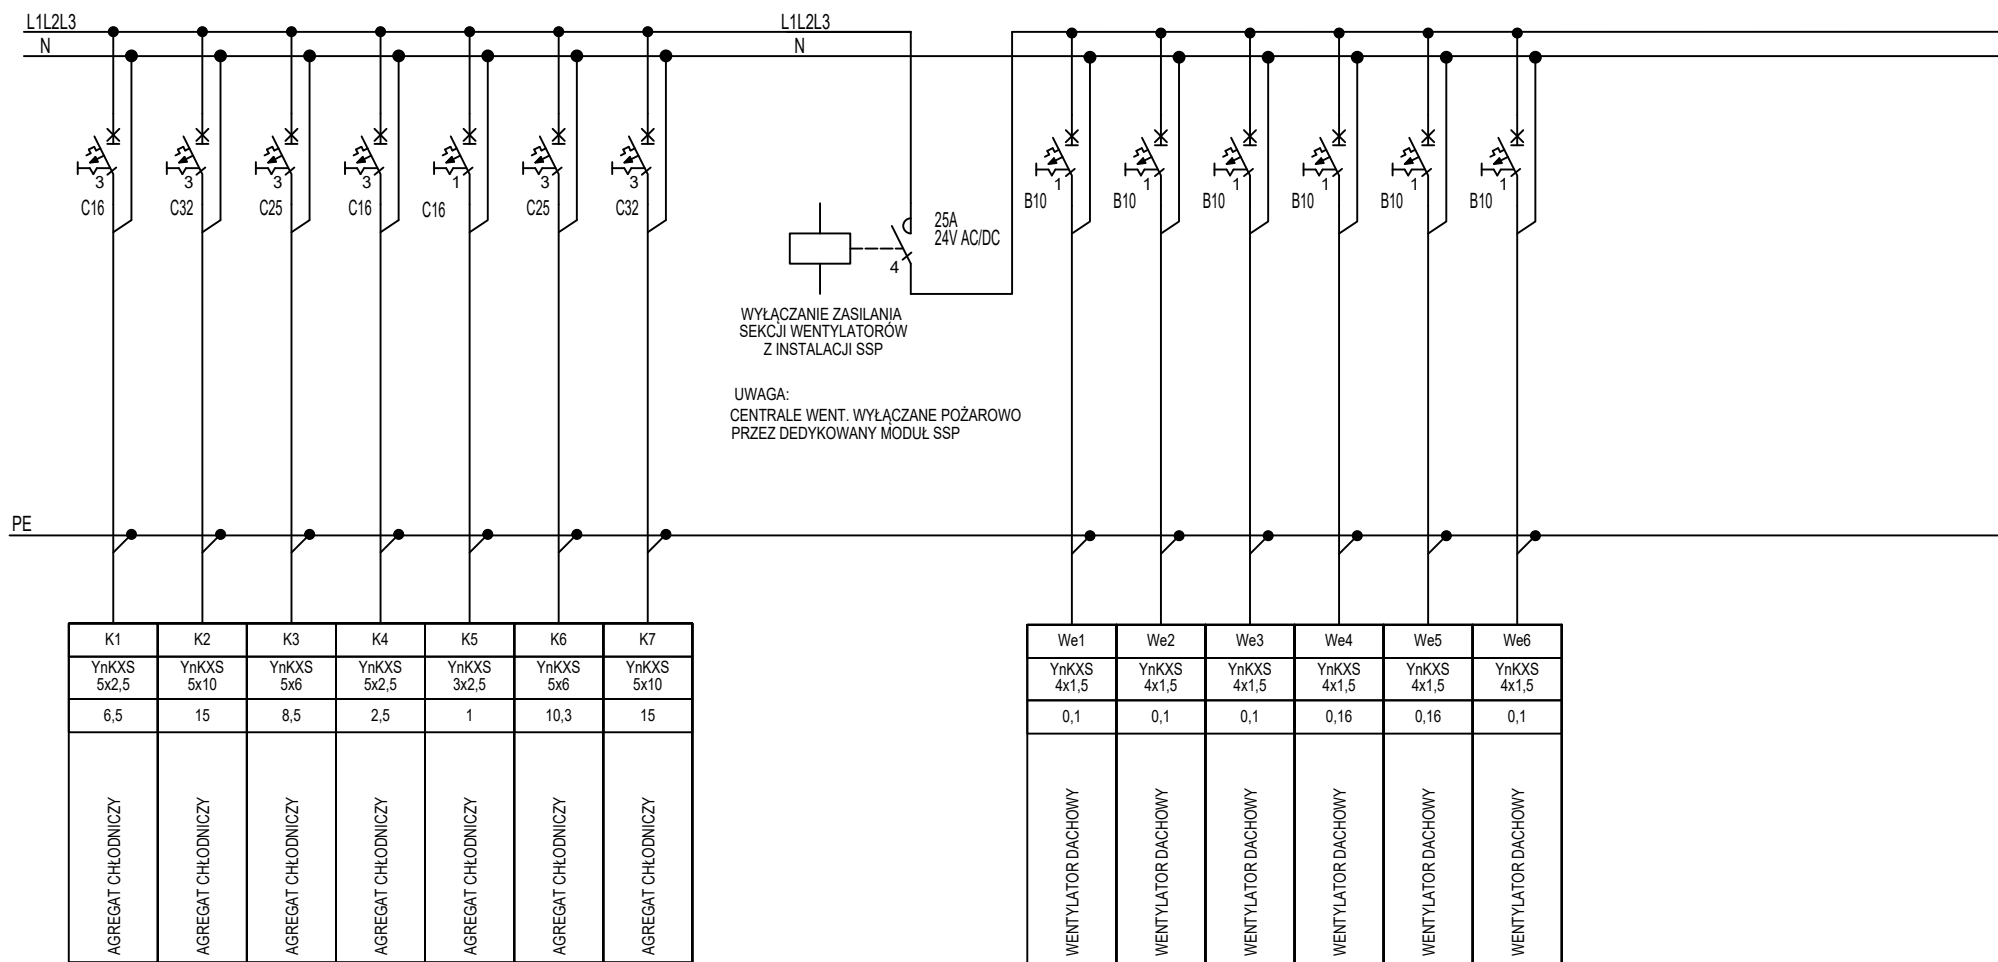 L1L2L3
N
L1L2L3
N
3
C16
3
C32
3
C25
3
C16
1
C16
3
C25
3
C32
25A
24V AC/DC
4
WYŁĄCZANIE ZASILANIA
SEKCJI WENTYLATORÓW
Z INSTALACJI SSP
UWAGA:
CENTRALE WENT. WYŁĄCZANE POŻAROWO
PRZEZ DEDYKOWANY MODUŁ SSP
1
B10
1
B10
1
B10
1
B10
1
B10
1
B10
PE
K1 K2 K3 K4 K5 K6 K7
YnKXS YnKXS YnKXS YnKXS YnKXS YnKXS YnKXS
5x2,5 5x10 5x6 5x2,5 3x2,5 5x6 5x10
6,5 15 8,5 2,5 1 10,3 15
AGREGAT CHŁODNICZY
AGREGAT CHŁODNICZY
AGREGAT CHŁODNICZY
AGREGAT CHŁODNICZY
AGREGAT CHŁODNICZY
AGREGAT CHŁODNICZY
AGREGAT CHŁODNICZY
We1 We2 We3 We4 We5 We6
YnKXS YnKXS YnKXS YnKXS YnKXS YnKXS
4x1,5 4x1,5 4x1,5 4x1,5 4x1,5 4x1,5
0,1 0,1 0,1 0,16 0,16 0,1
WENTYLATOR DACHOWY
WENTYLATOR DACHOWY
WENTYLATOR DACHOWY
WENTYLATOR DACHOWY
WENTYLATOR DACHOWY
WENTYLATOR DACHOWY